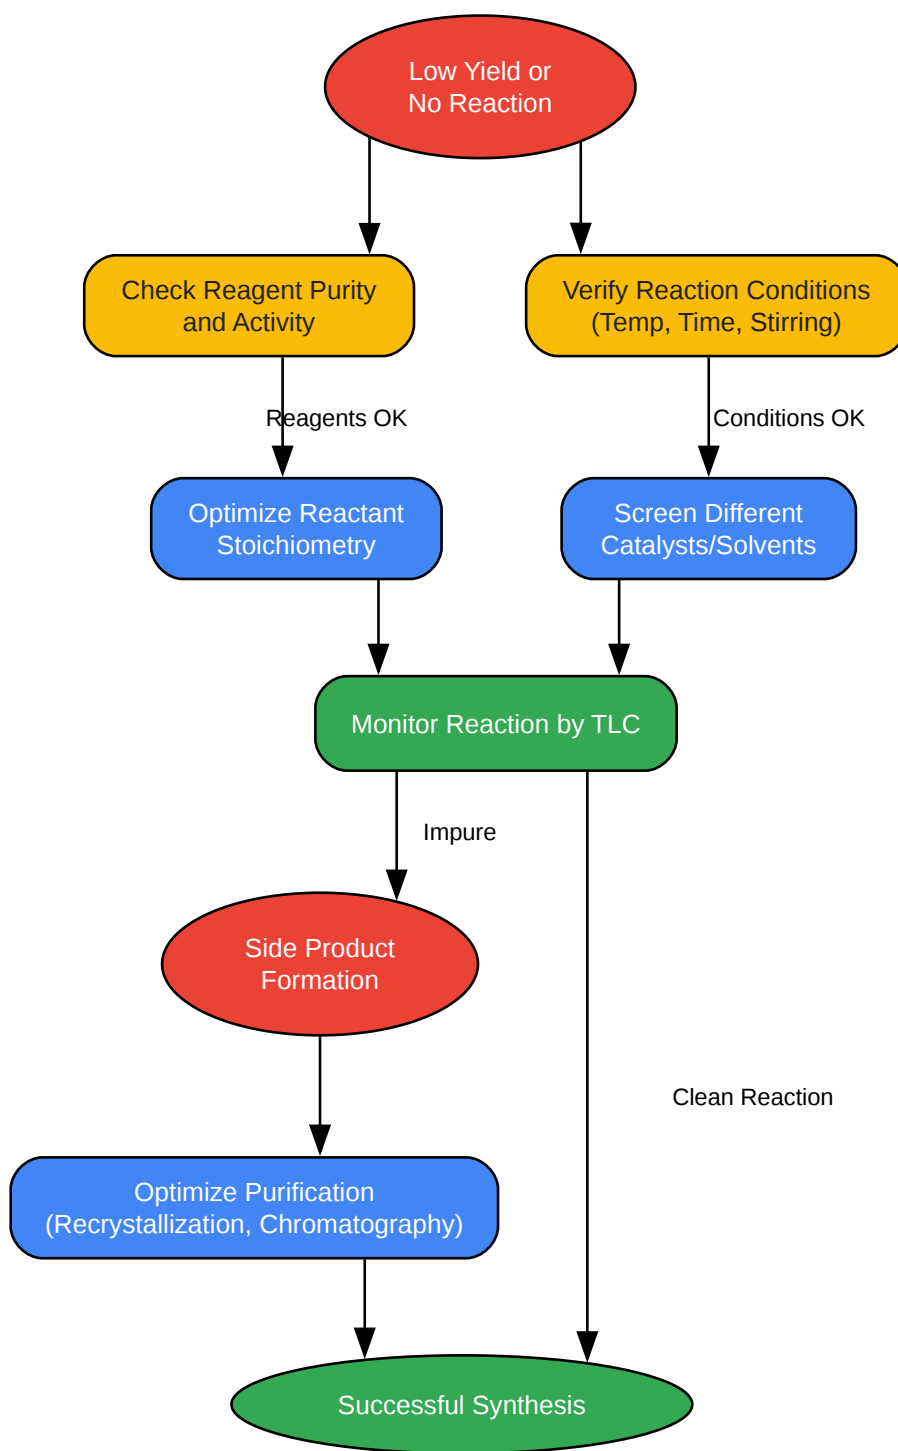 Low Yield or
No Reaction
Check Reagent Purity
and Activity
Verify Reaction Conditions
(Temp, Time, Stirring)
Reagents OK
Conditions OK
Optimize Reactant
Stoichiometry
Screen Different
Catalysts/Solvents
Monitor Reaction by TLC
Impure
Side Product
Formation
Clean Reaction
Optimize Purification
(Recrystallization, Chromatography)
Successful Synthesis